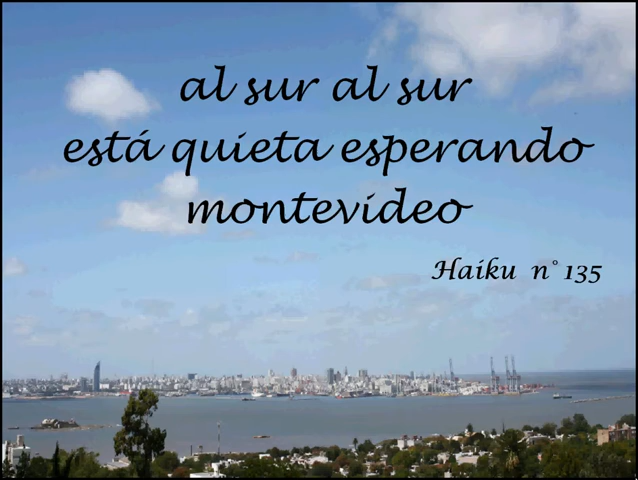 al sur al sur
está quieta esperando
montevideo
Haiku n° 135